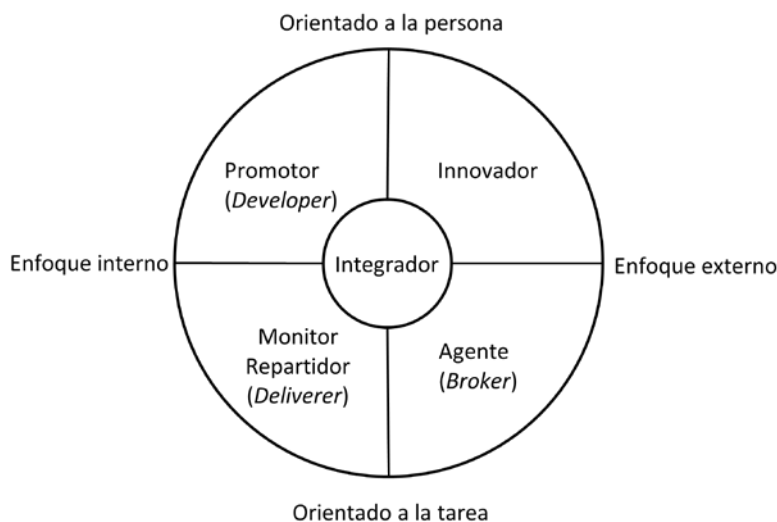 Orientado a la persona
Promotor
(Developer)
Innovador
Enfoque interno
Integrador
Enfoque externo
Monitor
Repartidor
(Deliverer)
Agente
(Broker)
Orientado a la tarea